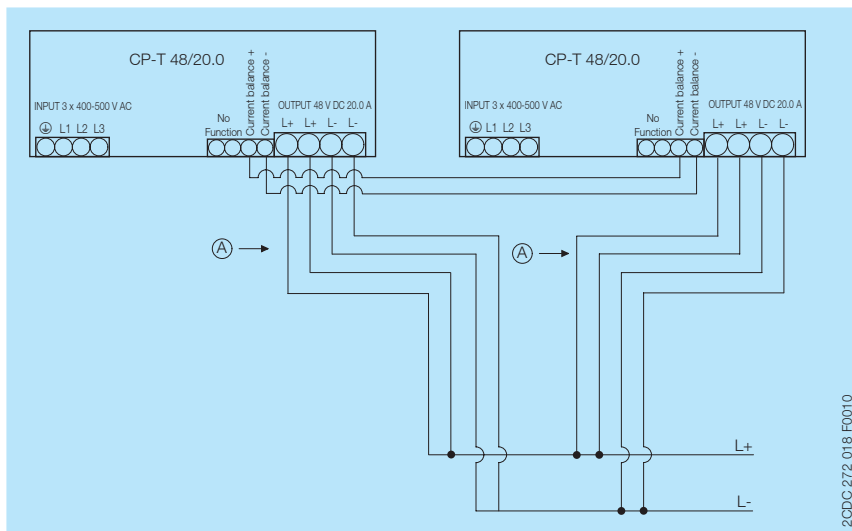 CP-T 48/20.0
INPUT 3 x 400-500 V AC
L1 L2 L3
No
Function
Current balance +
Current balance -
OUTPUT 48 V DC 20.0 A
L+ L+ L- L-
CP-T 48/20.0
INPUT 3 x 400-500 V AC
L1 L2 L3
No
Function
Current balance +
Current balance -
OUTPUT 48 V DC 20.0 A
L+ L+ L- L-
A
A
L+
L-
2CDC 272 018 F0010